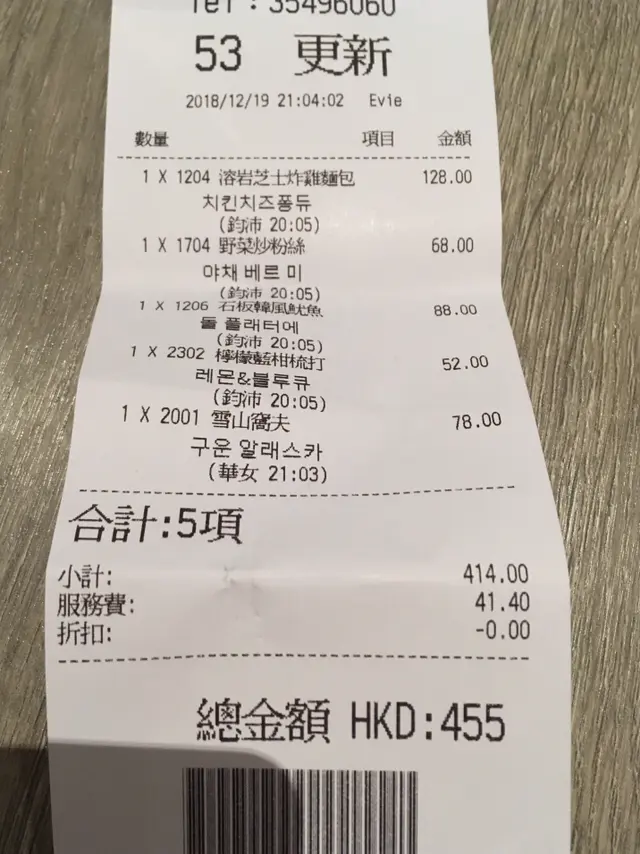 Tel : 35496060
53 更新
2018/12/19 21:04:02 Evie
數量 項目 金額
1 X 1204 溶岩芝士炸雞麵包 128.00
치킨치즈퐁듀
(鈞沛 20:05)
1 X 1704 野菜炒粉絲 68.00
야채 베르 미
(鈞沛 20:05)
1 X 1206 石板韓風魷魚 88.00
돌 플래터에
(鈞沛 20:05)
1 X 2302 檸檬藍柑梳打 52.00
레몬&블루큐
(鈞沛 20:05)
1 X 2001 雪山窩夫 78.00
구운 알래스카
(華女 21:03)
合計:5項
小計: 414.00
服務費: 41.40
折扣: -0.00
總金額 HKD:455